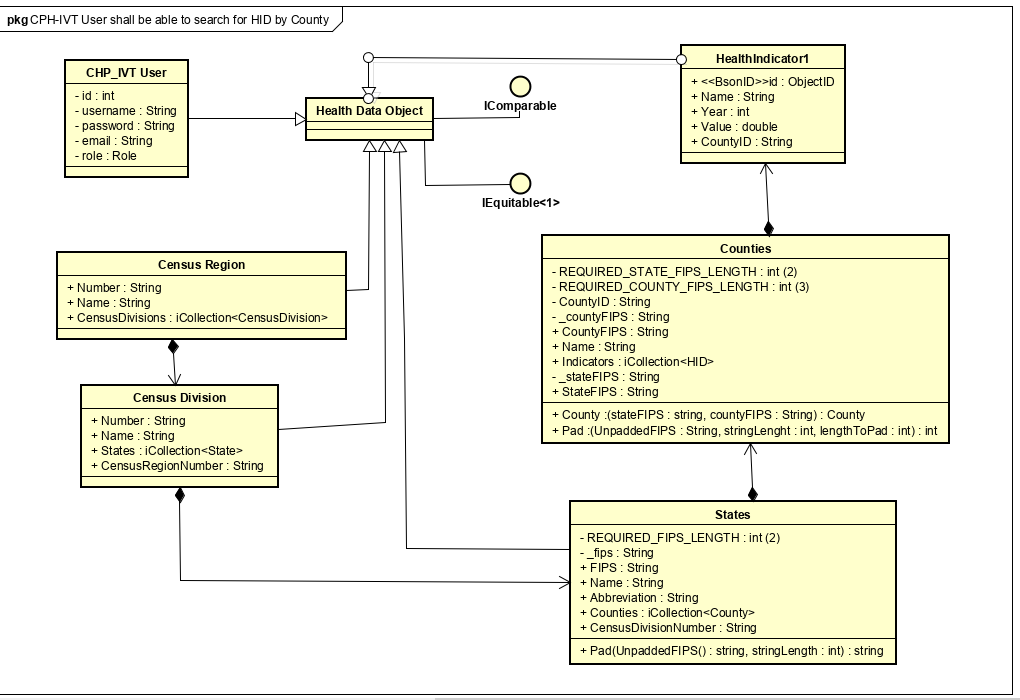 pkg CPH-IVT User shall be able to search for HID by County
CHP_IVT User
- id : int
- username : String
- password : String
- email : String
- role : Role
Health Data Object
IComparable
IEquitable<1>
HealthIndicator1
+ <<BsonID>>id : ObjectID
+ Name : String
+ Year : int
+ Value : double
+ CountyID : String
Census Region
+ Number : String
+ Name : String
+ CensusDivisions : iCollection<CensusDivision>
Census Division
+ Number : String
+ Name : String
+ States : iCollection<State>
+ CensusRegionNumber : String
Counties
- REQUIRED_STATE_FIPS_LENGTH : int (2)
- REQUIRED_COUNTY_FIPS_LENGTH : int (3)
- CountyID : String
- _countyFIPS : String
+ CountyFIPS : String
+ Name : String
+ Indicators : iCollection<HID>
- _stateFIPS : String
+ StateFIPS : String
+ County :(stateFIPS : string, countyFIPS : String) : County
+ Pad :(UnpaddedFIPS : String, stringLenght : int, lengthToPad : int) : int
States
- REQUIRED_FIPS_LENGTH : int (2)
- _fips : String
+ FIPS : String
+ Name : String
+ Abbreviation : String
+ Counties : iCollection<County>
+ CensusDivisionNumber : String
+ Pad(UnpaddedFIPS() : string, stringLength : int) : string